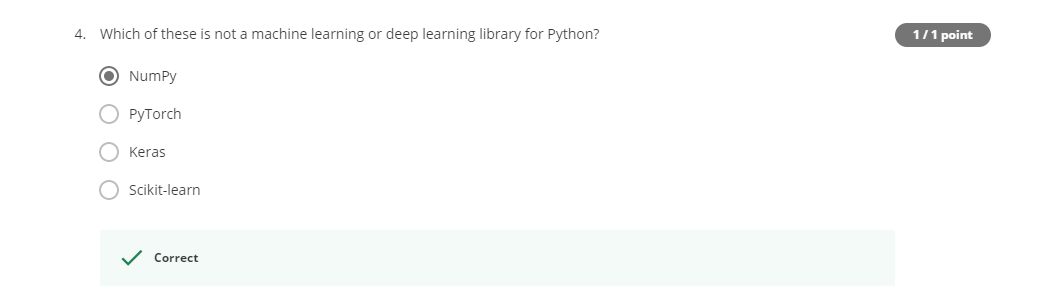 4. Which of these is not a machine learning or deep learning library for Python?
1 / 1 point
NumPy
PyTorch
Keras
Scikit-learn
Correct